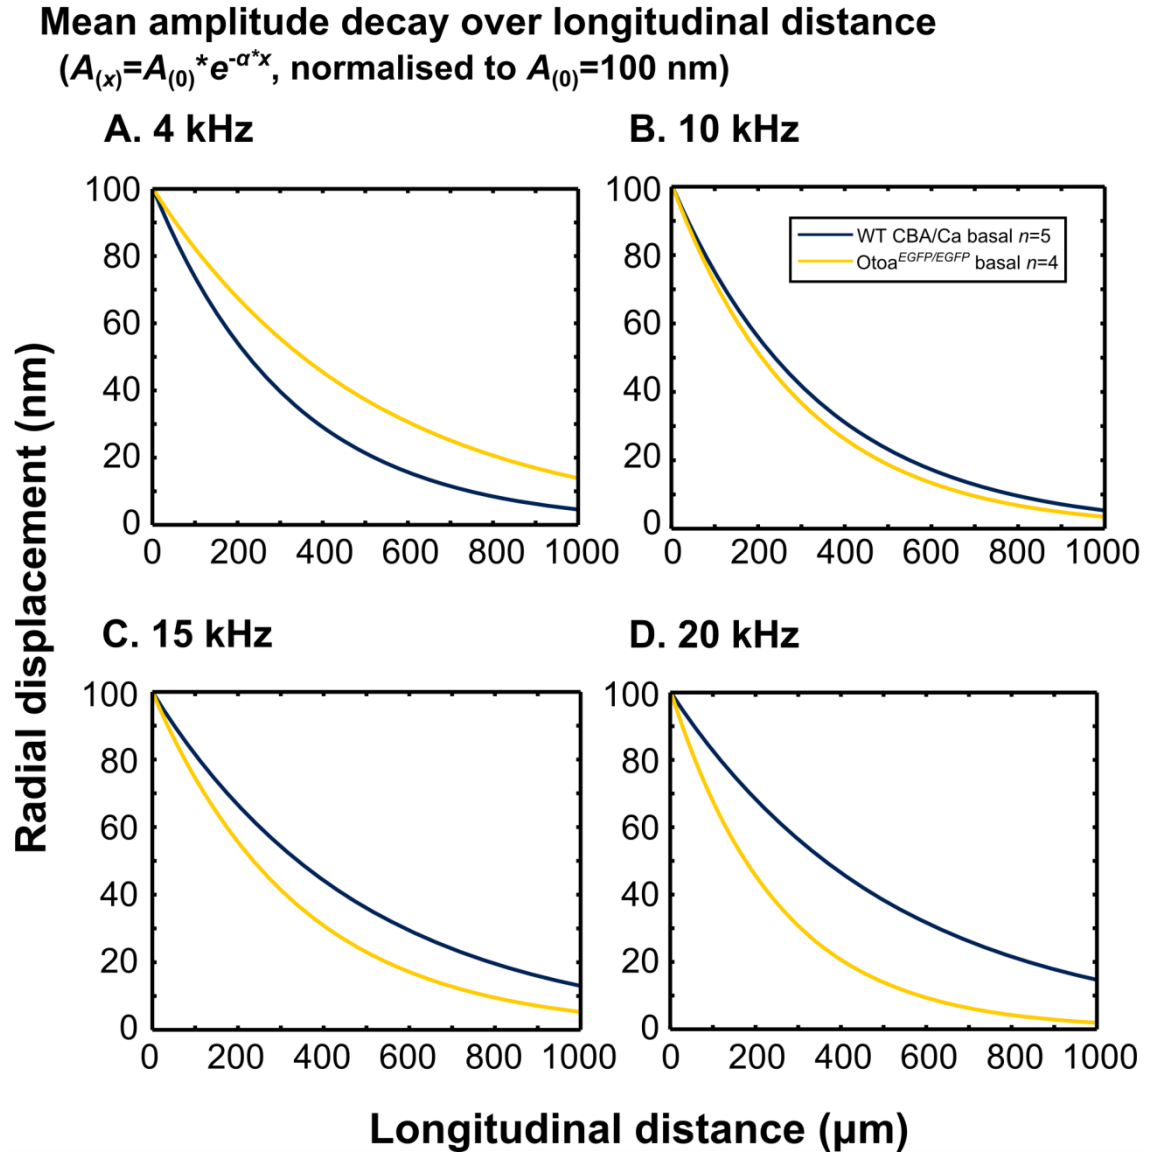 Mean amplitude decay over longitudinal distance
(A(x)=A(0)*e-α*x, normalised to A(0)=100 nm)
A. 4 kHz
B. 10 kHz
100
80
60
40
20
0
0 200 400 600 800 1000
100
80
60
40
20
0
0 200 400 600 800 1000
WT CBA/Ca basal n=5
OtoaEGFP/EGFP basal n=4
Radial displacement (nm)
C. 15 kHz
D. 20 kHz
100
80
60
40
20
0
0 200 400 600 800 1000
100
80
60
40
20
0
0 200 400 600 800 1000
Longitudinal distance (µm)